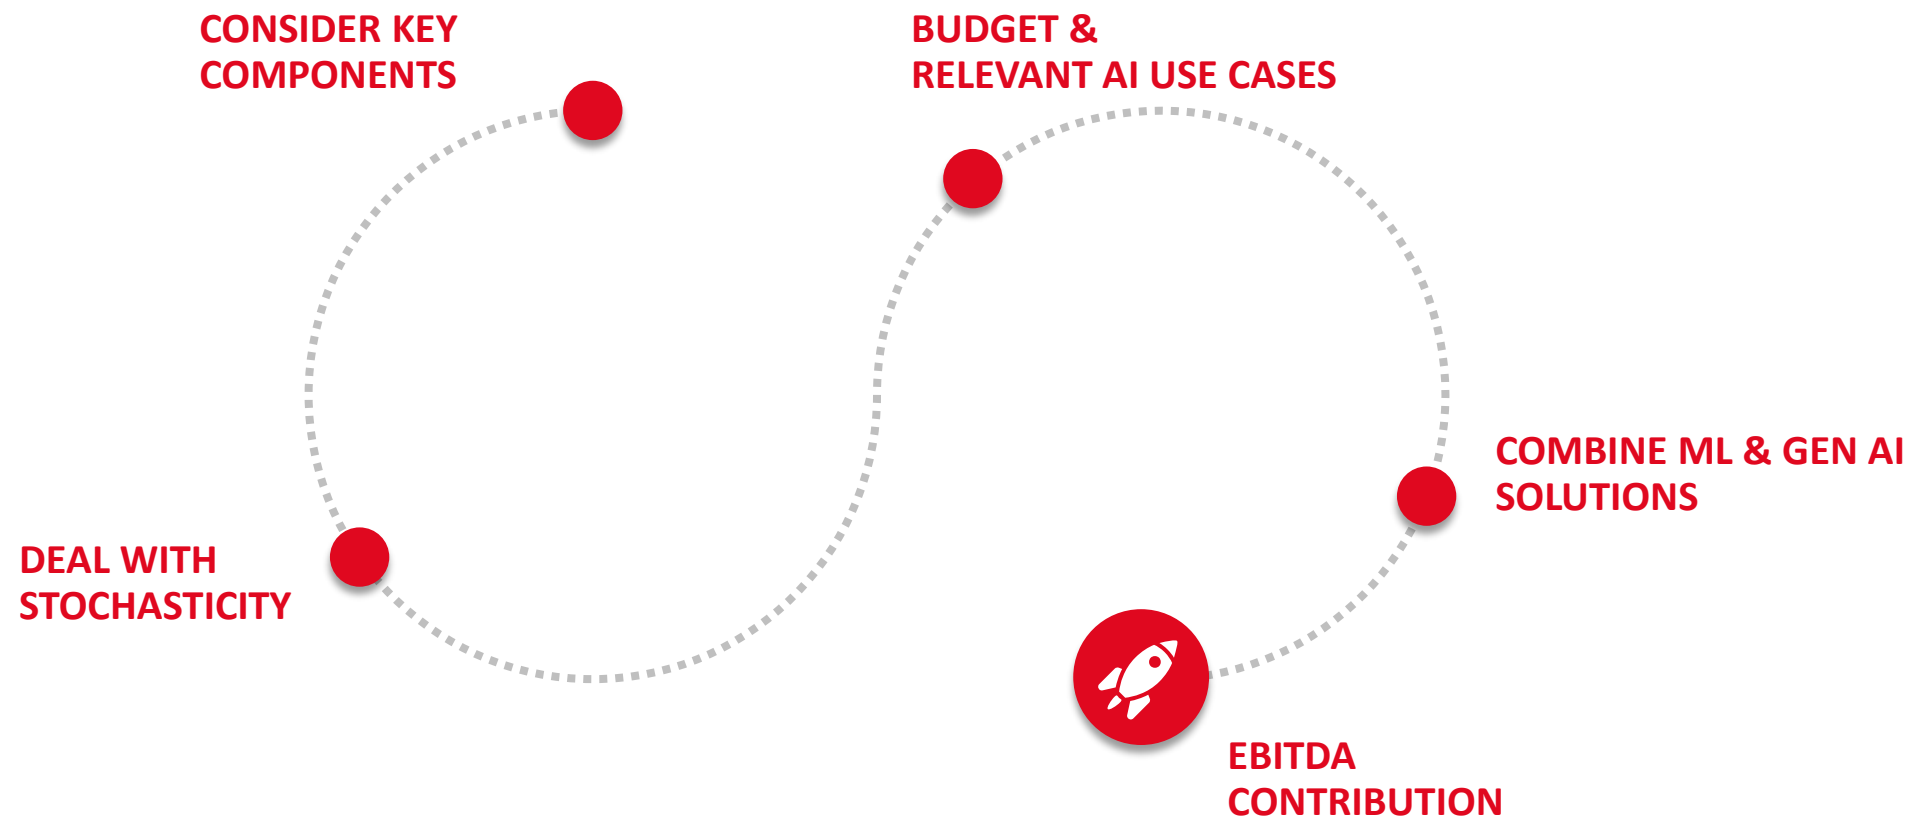 CONSIDER KEY
COMPONENTS
BUDGET &
RELEVANT AI USE CASES
COMBINE ML & GEN AI
SOLUTIONS
DEAL WITH
STOCHASTICITY
EBITDA
CONTRIBUTION